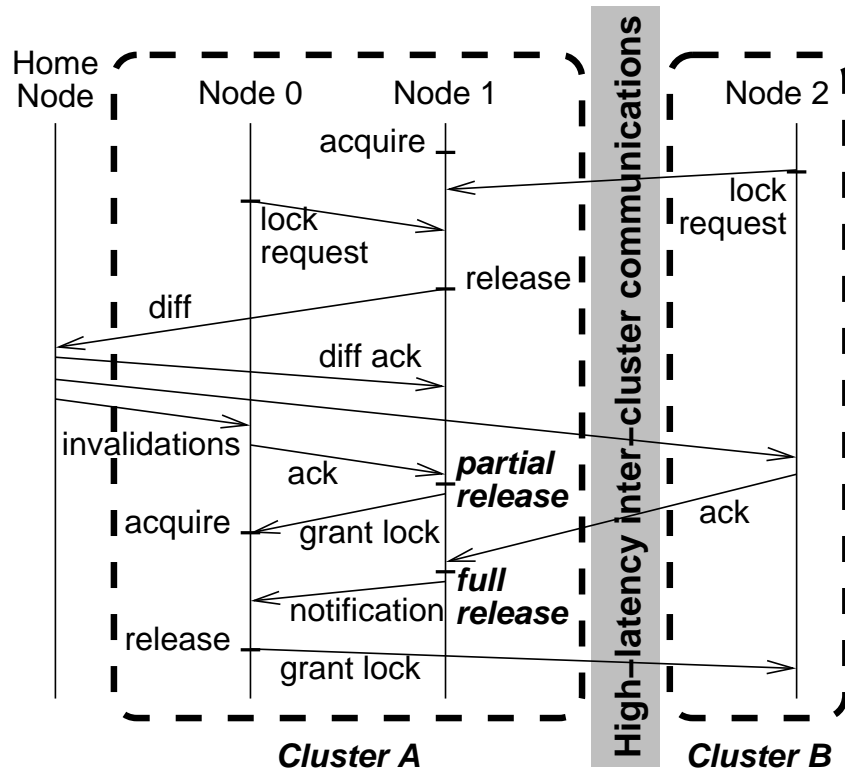 Home
Node
Node 0
Node 1
High–latency inter–cluster communications
Node 2
acquire
lock
request
lock
request
release
diff
diff ack
invalidations
ack
partial
release
ack
acquire
grant lock
full
release
notification
release
grant lock
Cluster A
Cluster B